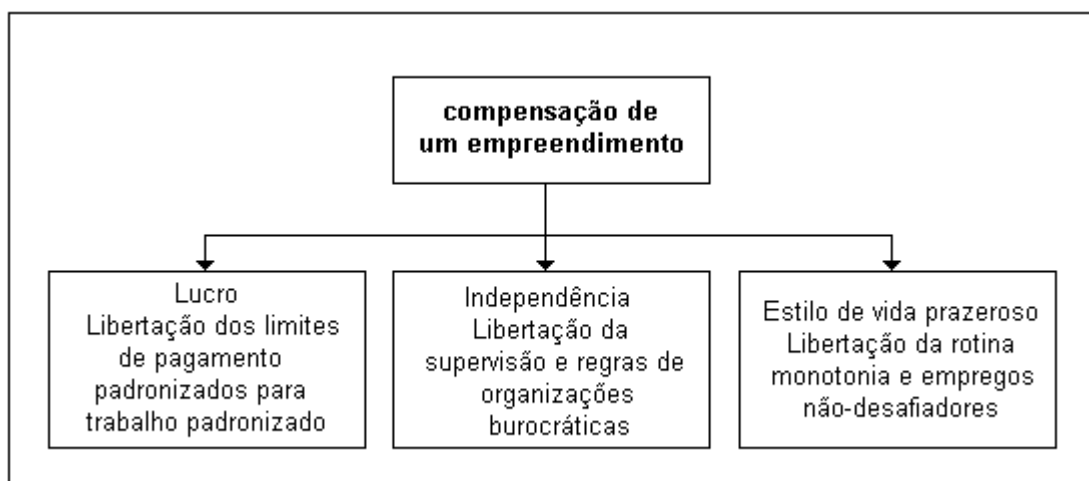 compensação de
um empreendimento
Lucro
Libertação dos limites
de pagamento
padronizados para
trabalho padronizado
Independência
Libertação da
supervisão e regras de
organizações
burocráticas
Estilo de vida prazeroso
Libertação da rotina
monotonia e empregos
não-desafiadores